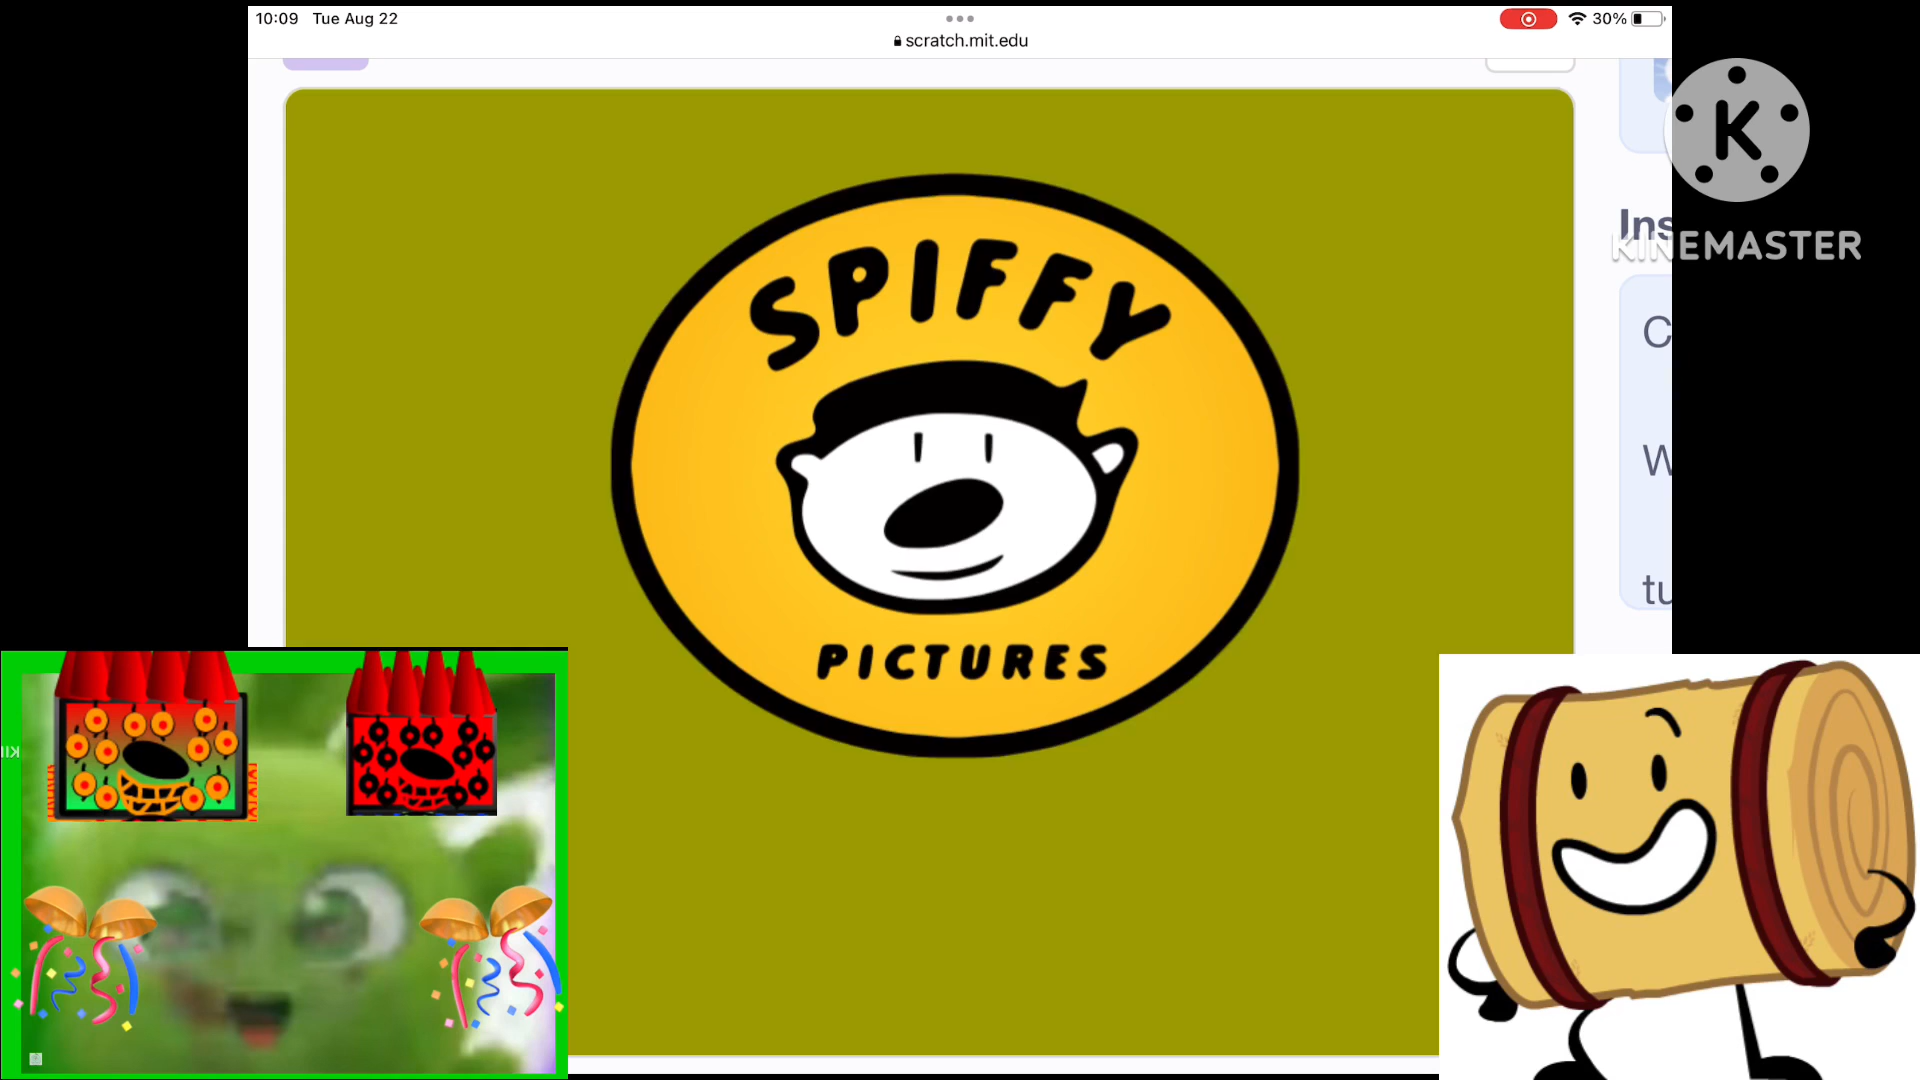 10:09 Tue Aug 22
30%
scratch.mit.edu
K
Ins
KINEMASTER
C
W
tu
SPIFFY
PICTURES